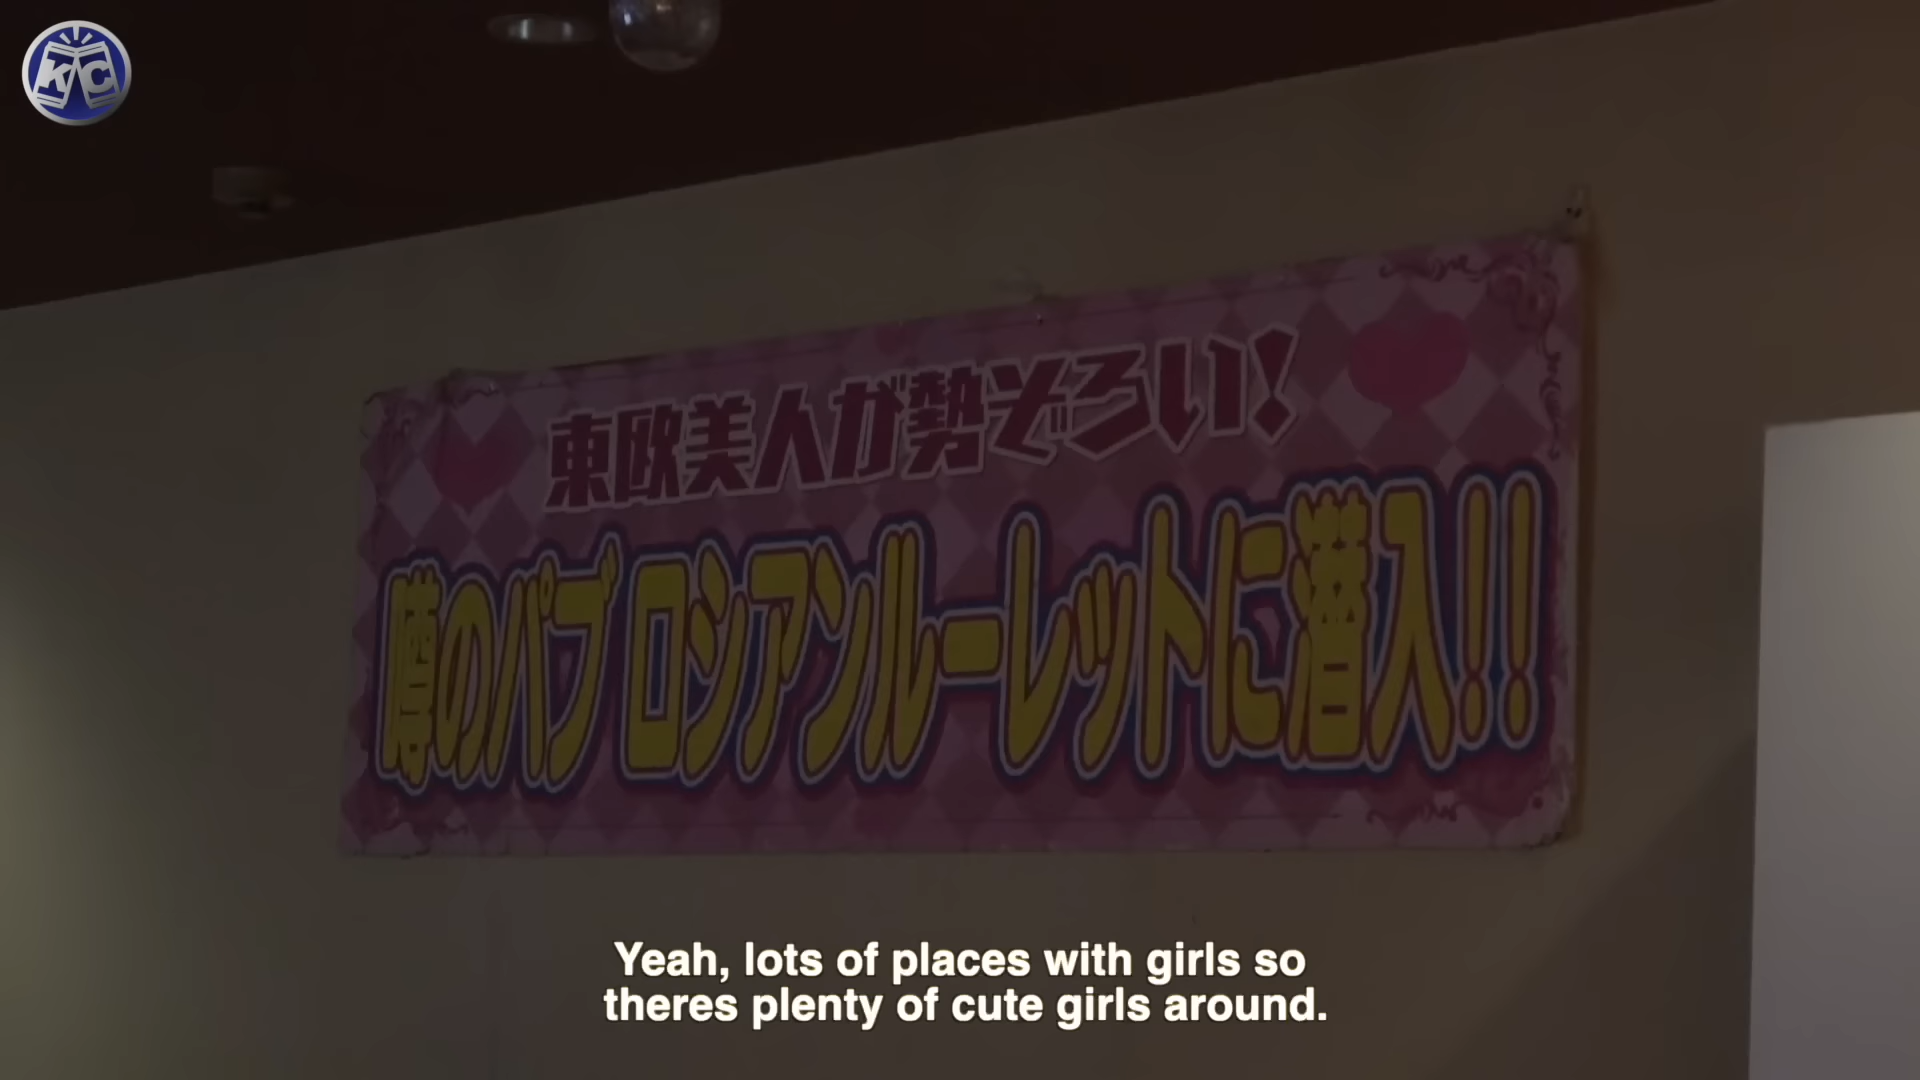 KC
東欧美人が勢ぞろい!
噂のパブ ロシアンルーレットに潜入!!
Yeah, lots of places with girls so
theres plenty of cute girls around.